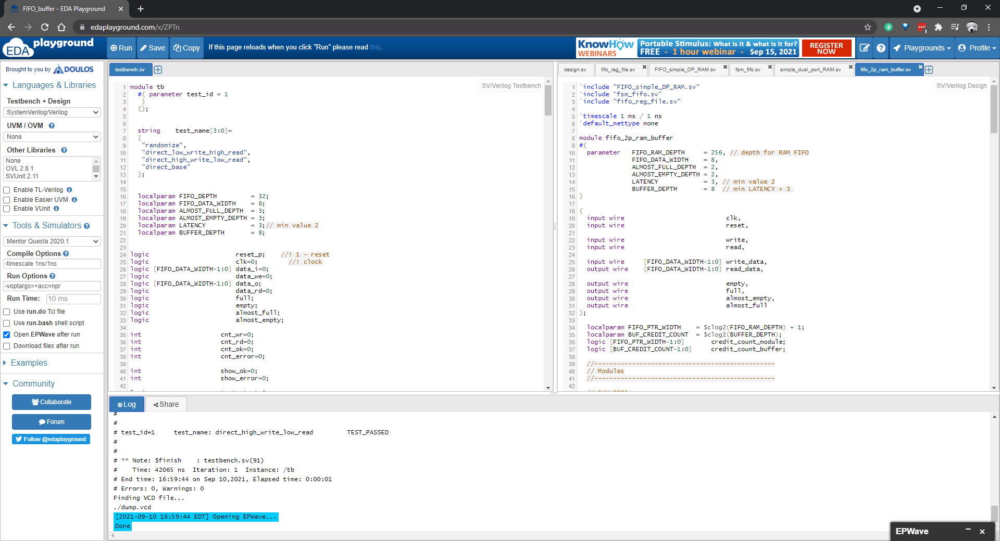 FIFO_buffer - EDA Playground
edaplayground.com/x/ZPTn
1
EDA playground
Run
Save
Copy
If this page reloads when you click "Run" please read this.
KnowHow WEBINARS
Portable Stimulus: What is it & what is it for?
FREE - 1 hour webinar - Sep 15, 2021
REGISTER NOW
Playgrounds
Profile
Brought to you by DOULOS
Languages & Libraries
Testbench + Design
SystemVerilog/Verilog
UVM / OVM
None
Other Libraries
None
OVL 2.8.1
SVUnit 2.11
Enable TL-Verilog
Enable Easier UVM
Enable VUnit
Tools & Simulators
Mentor Questa 2020.1
Compile Options
-timescale 1ns/1ns
Run Options
-voptargs=+acc=npr
Run Time: 10 ms
Use run.do Tcl file
Use run.bash shell script
Open EPWave after run
Download files after run
Examples
Community
Collaborate
Forum
Follow @edaplayground
testbench.sv
SV/Verilog Testbench
1 module tb
2 #( parameter test_id = 1
3 )
4 ();
5
6
7 string test_name[3:0]=
8 {
9 "randomize",
10 "direct_low_write_high_read",
11 "direct_high_write_low_read",
12 "direct_base"
13 };
14
15
16 localparam FIFO_DEPTH = 32;
17 localparam FIFO_DATA_WIDTH = 8;
18 localparam ALMOST_FULL_DEPTH = 3;
19 localparam ALMOST_EMPTY_DEPTH = 3;
20 localparam LATENCY = 3;// min value 2
21 localparam BUFFER_DEPTH = 8;
22
23
24 logic reset_p; //! 1 - reset
25 logic clk=0; //! clock
26 logic [FIFO_DATA_WIDTH-1:0] data_i=0;
27 logic data_we=0;
28 logic [FIFO_DATA_WIDTH-1:0] data_o;
29 logic data_rd=0;
30 logic full;
31 logic empty;
32 logic almost_full;
33 logic almost_empty;
34
35 int cnt_wr=0;
36 int cnt_rd=0;
37 int cnt_ok=0;
38 int cnt_error=0;
39
40 int show_ok=0;
41 int show_error=0;
42
design.sv
fifo_reg_file.sv
FIFO_simple_DP_RAM.sv
fsm_fifo.sv
simple_dual_port_RAM.sv
fifo_2p_ram_buffer.sv
SV/Verilog Design
1 `include "FIFO_simple_DP_RAM.sv"
2 `include "fsm_fifo.sv"
3 `include "fifo_reg_file.sv"
4
5 `timescale 1 ns / 1 ns
6 `default_nettype none
7
8 module fifo_2p_ram_buffer
9 #(
10 parameter FIFO_RAM_DEPTH = 256, // depth for RAM FIFO
11 FIFO_DATA_WIDTH = 8,
12 ALMOST_FULL_DEPTH = 2,
13 ALMOST_EMPTY_DEPTH = 2,
14 LATENCY = 3, // min value 2
15 BUFFER_DEPTH = 8 // min LATENCY + 3
16 )
17
18 (
19 input wire clk,
20 input wire reset,
21
22 input wire write,
23 input wire read,
24
25 input wire [FIFO_DATA_WIDTH-1:0] write_data,
26 output wire [FIFO_DATA_WIDTH-1:0] read_data,
27
28 output wire empty,
29 output wire full,
30 output wire almost_empty,
31 output wire almost_full
32 );
33
34 localparam FIFO_PTR_WIDTH = $clog2(FIFO_RAM_DEPTH) + 1;
35 localparam BUF_CREDIT_COUNT = $clog2(BUFFER_DEPTH);
36 logic [FIFO_PTR_WIDTH-1:0] credit_count_module;
37 logic [BUF_CREDIT_COUNT-1:0] credit_count_buffer;
38
39 //------------------------------------------------
40 // Modules
41 //------------------------------------------------
42
Log
Share
#
#
# test_id=1 test_name: direct_high_write_low_read TEST_PASSED
#
#
# ** Note: $finish : testbench.sv(91)
# Time: 42065 ns Iteration: 1 Instance: /tb
# End time: 16:59:44 on Sep 10,2021, Elapsed time: 0:00:01
# Errors: 0, Warnings: 0
Finding VCD file...
./dump.vcd
[2021-09-10 16:59:44 EDT] Opening EPWave...
Done
EPWave